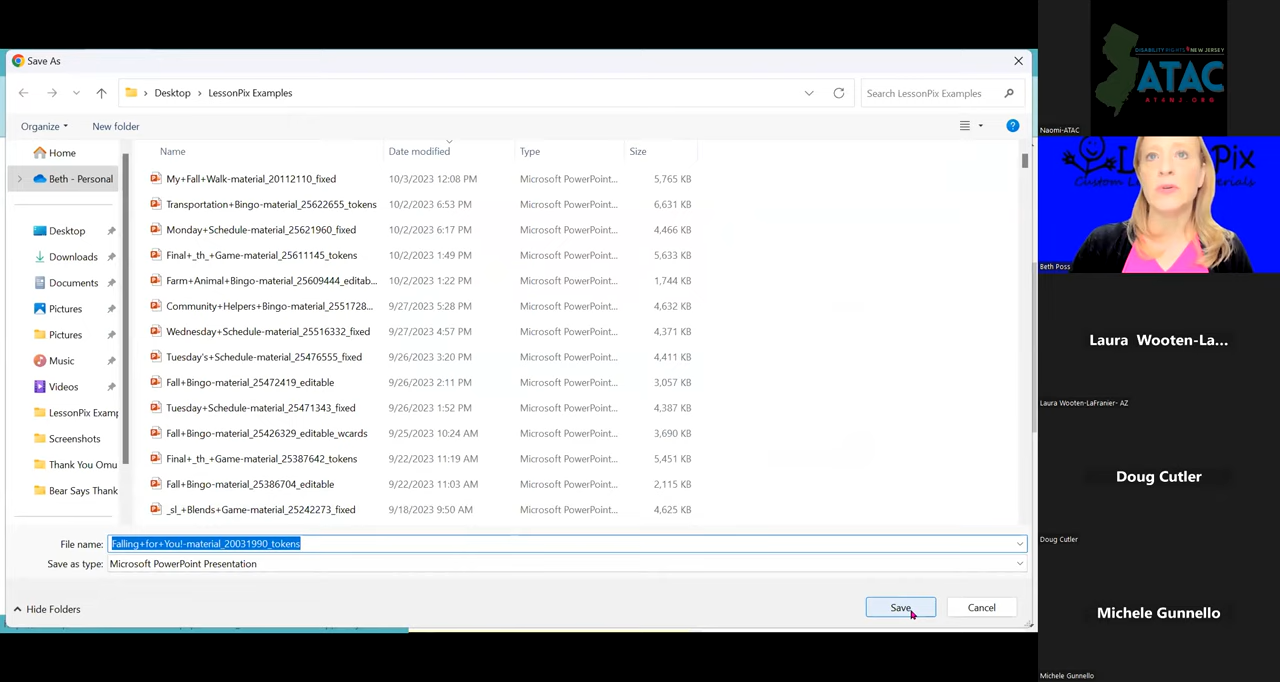 Save As
Desktop
LessonPix Examples
Search LessonPix Examples
Organize
New folder
Name
Date modified
Type
Size
Home
Beth - Personal
Desktop
Downloads
Documents
Pictures
Pictures
Music
Videos
LessonPix Examp
Screenshots
Thank You Omu
Bear Says Thank
My+Fall+Walk-material_20112110_fixed 10/3/2023 12:08 PM Microsoft PowerPoint... 5,765 KB
Transportation+Bingo-material_25622655_tokens 10/2/2023 6:53 PM Microsoft PowerPoint... 6,631 KB
Monday+Schedule-material_25621960_fixed 10/2/2023 6:17 PM Microsoft PowerPoint... 4,466 KB
Final+_th_+Game-material_25611145_tokens 10/2/2023 1:49 PM Microsoft PowerPoint... 5,633 KB
Farm+Animal+Bingo-material_25609444_editab... 10/2/2023 1:22 PM Microsoft PowerPoint... 1,744 KB
Community+Helpers+Bingo-material_2551728... 9/27/2023 5:28 PM Microsoft PowerPoint... 4,632 KB
Wednesday+Schedule-material_25516332_fixed 9/27/2023 4:57 PM Microsoft PowerPoint... 4,371 KB
Tuesday's+Schedule-material_25476555_fixed 9/26/2023 3:20 PM Microsoft PowerPoint... 4,411 KB
Fall+Bingo-material_25472419_editable 9/26/2023 2:11 PM Microsoft PowerPoint... 3,057 KB
Tuesday+Schedule-material_25471343_fixed 9/26/2023 1:52 PM Microsoft PowerPoint... 4,387 KB
Fall+Bingo-material_25426329_editable_wcards 9/25/2023 10:24 AM Microsoft PowerPoint... 3,690 KB
Final+_th_+Game-material_25387642_tokens 9/22/2023 11:19 AM Microsoft PowerPoint... 5,451 KB
Fall+Bingo-material_25386704_editable 9/22/2023 11:03 AM Microsoft PowerPoint... 2,115 KB
_sl_+Blends+Game-material_25242273_fixed 9/18/2023 9:50 AM Microsoft PowerPoint... 4,625 KB
File name: Falling+for+You!-material_20031990_tokens
Save as type: Microsoft PowerPoint Presentation
Hide Folders
Save
Cancel
DISABILITY RIGHTS NEW JERSEY
ATAC
ATANJ.ORG
Naomi-ATAC
Beth Poss
Laura Wooten-La...
Laura Wooten-LaFranier- AZ
Doug Cutler
Doug Cutler
Michele Gunnello
Michele Gunnello